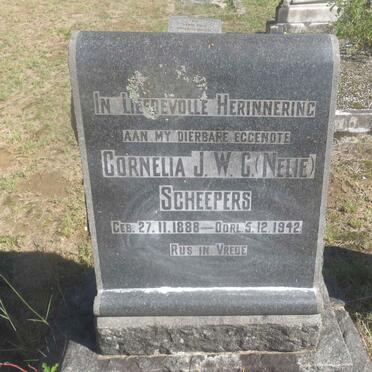 In Liefdevolle Herinnering
aan my dierbare eggenote
Cornelia J. W. C. (Nelie)
Scheepers
Geb. 27.11.1888 — Oorl. 5.12.1942
Rus in Vrede